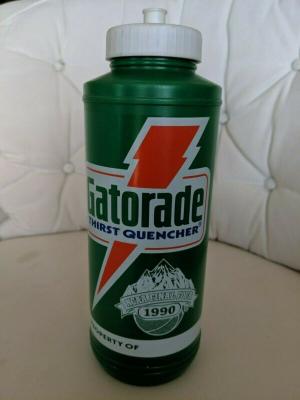 Gatorade
THIRST QUENCHER
1990
PROPERTY OF